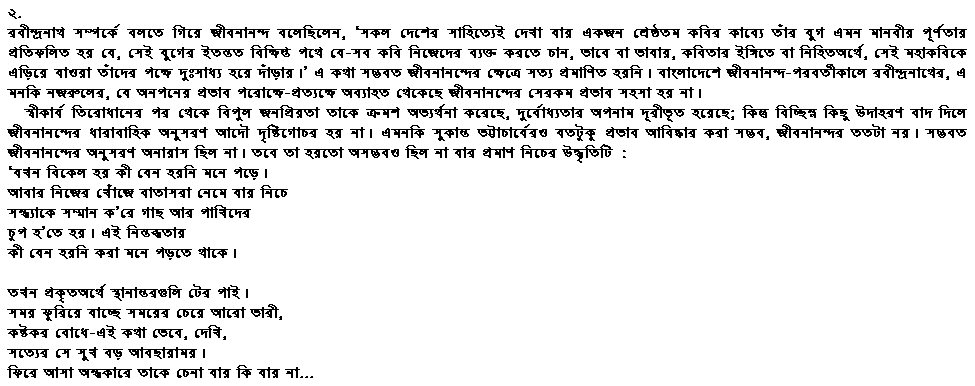 ২.
রবীন্দ্রনাথ সম্পর্কে বলতে গিয়ে জীবনানন্দ বলেছিলেন, ‘সকল দেশের সাহিত্যেই দেখা যায় একজন শ্রেষ্ঠতম কবির কাব্যে তাঁর যুগ এমন মানবীয় পূর্ণতায়
প্রতিফলিত হয় যে, সেই যুগের ইতস্তত বিক্ষিপ্ত পথে যে-সব কবি নিজেদের ব্যক্ত করতে চান, ভাবে বা ভাষায়, কবিতার ইঙ্গিতে বা নিহিতঅর্থে, সেই মহাকবিকে
এড়িয়ে যাওয়া তাঁদের পক্ষে দুঃসাধ্য হয়ে দাঁড়ায়।’ এ কথা সম্ভবত জীবনানন্দের ক্ষেত্রে সত্য প্রমাণিত হয়নি। বাংলাদেশে জীবনানন্দ-পরবর্তীকালে রবীন্দ্রনাথের, এ
মনকি নজরুলের, যে অনপনেয় প্রভাব পরোক্ষে-প্রত্যক্ষে অব্যাহত থেকেছে জীবনানন্দের সেরকম প্রভাব সহসা হয় না।
স্বীকার্য তিরোধানের পর থেকে বিপুল জনপ্রিয়তা তাকে ক্রমশ অভ্যর্থনা করেছে, দুর্বোধ্যতার অপনাম দূরীভূত হয়েছে; কিন্তু বিচ্ছিন্ন কিছু উদাহরণ বাদ দিলে
জীবনানন্দের ধারাবাহিক অনুসরণ আদৌ দৃষ্টিগোচর হয় না। এমনকি সুকান্ত ভট্টাচার্যেরও যতটুকু প্রভাব আবিষ্কার করা সম্ভব, জীবনানন্দর ততটা নয়। সম্ভবত
জীবনানন্দের অনুসরণ অনায়াস ছিল না। তবে তা হয়তো অসম্ভবও ছিল না যার প্রমাণ নিচের উদ্ধৃতিটি :
‘যখন বিকেল হয় কী যেন হয়নি মনে পড়ে।
আবার নিজের খোঁজে বাতাসরা নেমে যায় নিচে
সন্ধ্যাকে সম্মান ক’রে গাছ আর পাখিদের
চুপ হ’তে হয়। এই নিস্তব্ধতায়
কী যেন হয়নি করা মনে পড়তে থাকে।
তখন প্রকৃতঅর্থে স্থানান্তরগুলি টের পাই।
সময় ফুরিয়ে যাচ্ছে সময়ের চেয়ে আরো ভারী,
কষ্টকর বোধে-এই কথা ভেবে, দেখি,
সত্যের সে সুখ বড় আবছায়াময়।
ফিরে আসা অন্ধকারে তাকে চেনা যায় কি যায় না...